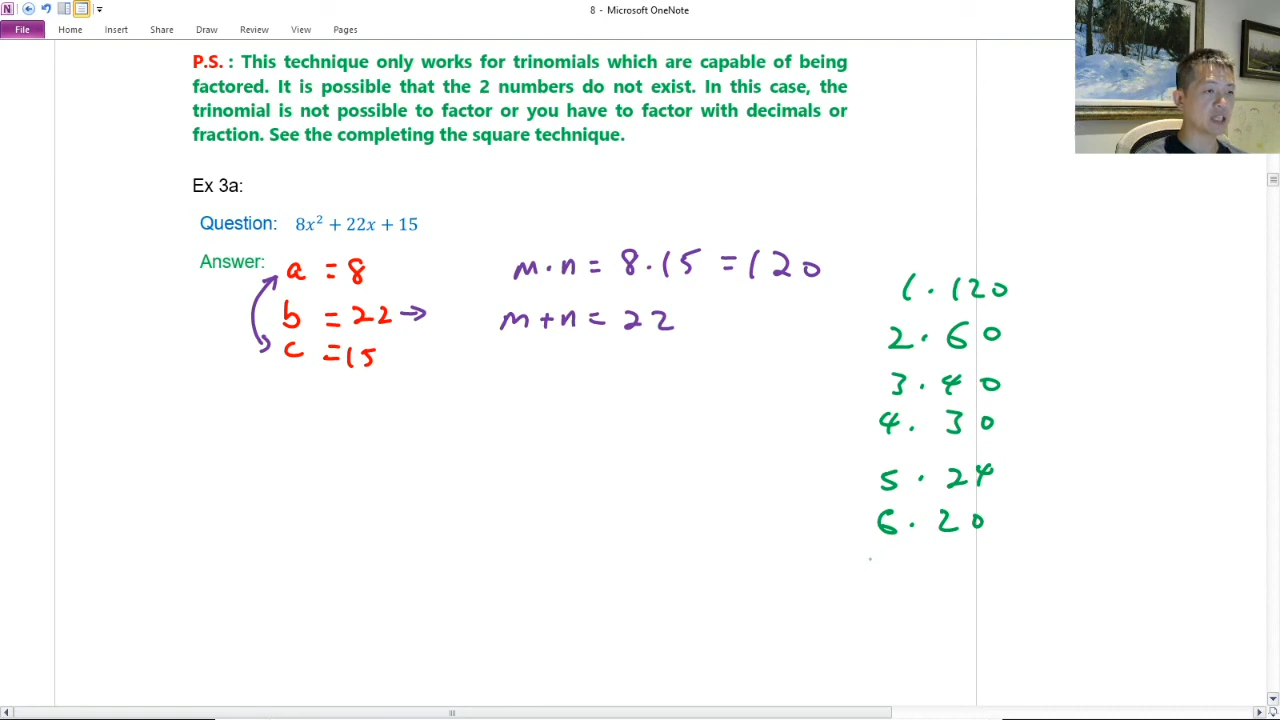 8 - Microsoft OneNote
File Home Insert Share Draw Review View Pages
P.S. : This technique only works for trinomials which are capable of being
factored. It is possible that the 2 numbers do not exist. In this case, the
trinomial is not possible to factor or you have to factor with decimals or
fraction. See the completing the square technique.
Ex 3a:
Question: 8x² + 22x + 15
Answer:
a = 8
b = 22 →
c = 15
m · n = 8 · 15 = 120
m + n = 22
1 · 120
2 · 60
3 · 40
4 · 30
5 · 24
6 · 20